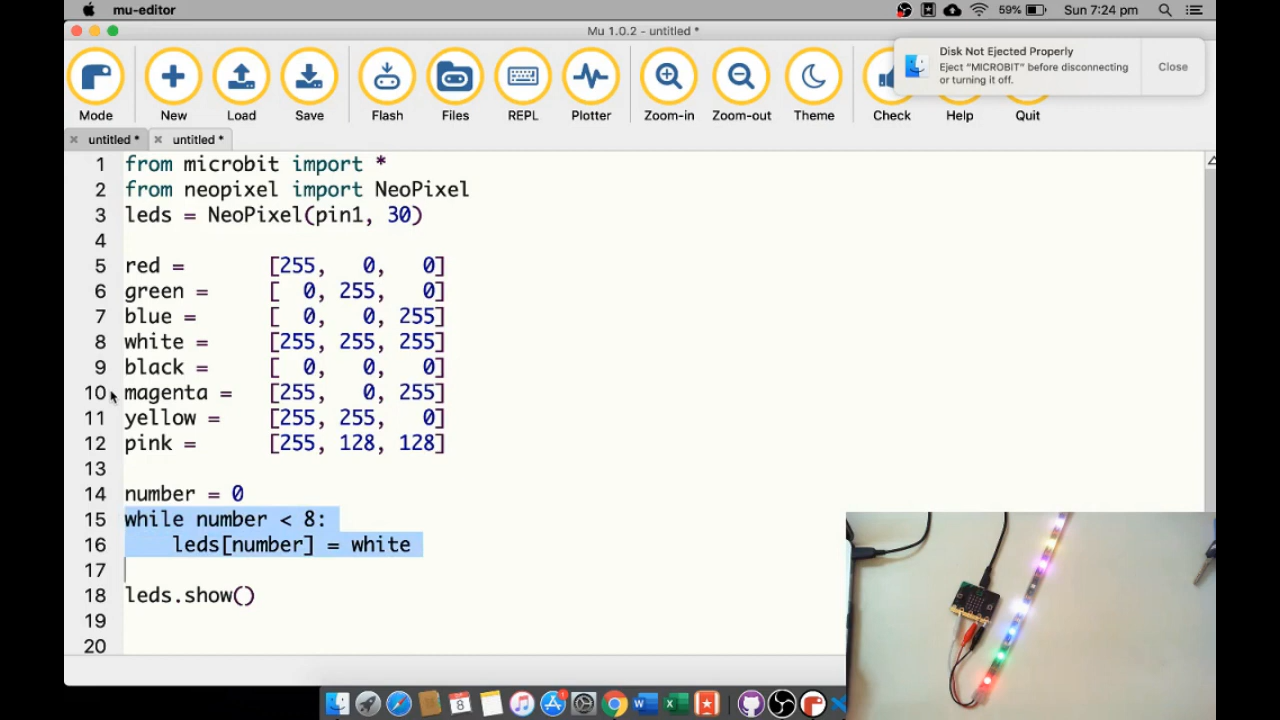 mu-editor
59% Sun 7:24 pm
Mu 1.0.2 - untitled *
Disk Not Ejected Properly
Eject “MICROBIT” before disconnecting
or turning it off.
Close
Mode New Load Save Flash Files REPL Plotter Zoom-in Zoom-out Theme Check Help Quit
untitled * untitled *
1 from microbit import *
2 from neopixel import NeoPixel
3 leds = NeoPixel(pin1, 30)
4
5 red = [255, 0, 0]
6 green = [ 0, 255, 0]
7 blue = [ 0, 0, 255]
8 white = [255, 255, 255]
9 black = [ 0, 0, 0]
10 magenta = [255, 0, 255]
11 yellow = [255, 255, 0]
12 pink = [255, 128, 128]
13
14 number = 0
15 while number < 8:
16 leds[number] = white
17
18 leds.show()
19
20